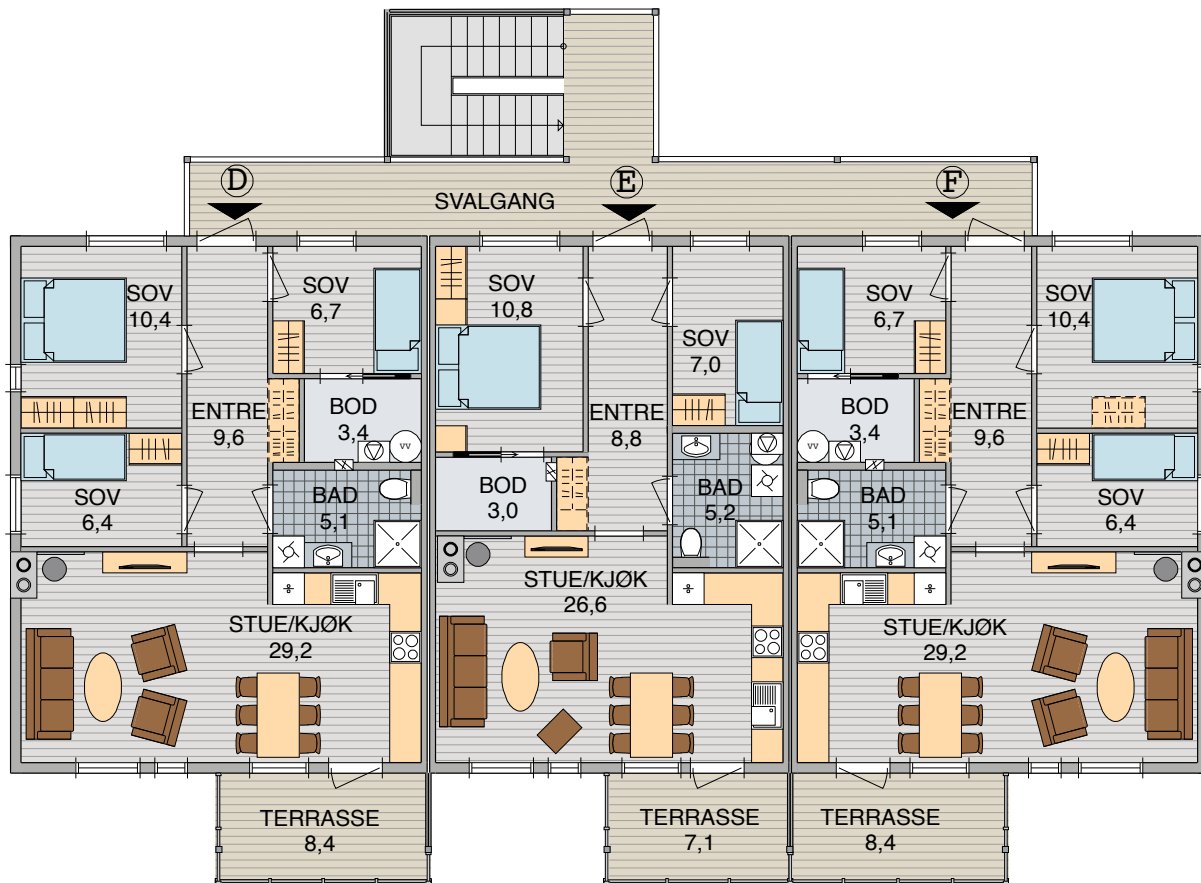 D
E
F
SVALGANG
SOV
10,4
SOV
6,7
BOD
3,4
VV
ENTRE
9,6
SOV
6,4
BAD
5,1
STUE/KJØK
29,2
TERRASSE
8,4
SOV
10,8
SOV
7,0
ENTRE
8,8
BOD
3,0
BAD
5,2
STUE/KJØK
26,6
TERRASSE
7,1
SOV
6,7
SOV
10,4
BOD
3,4
VV
ENTRE
9,6
BAD
5,1
SOV
6,4
STUE/KJØK
29,2
TERRASSE
8,4